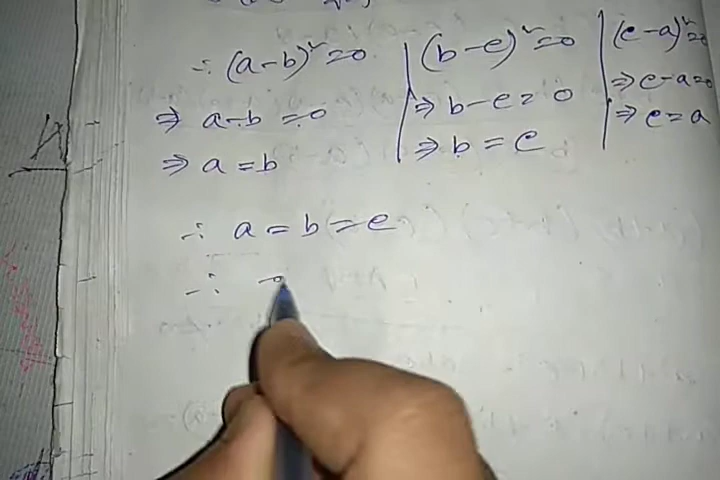 ∴ (a-b)² = 0 | (b-e)² = 0 | (e-a)² = 0
⇒ a-b = 0 | ⇒ b-e = 0 | ⇒ e-a = 0
⇒ a = b | ⇒ b = e | ⇒ e = a
∴ a = b = e
∴